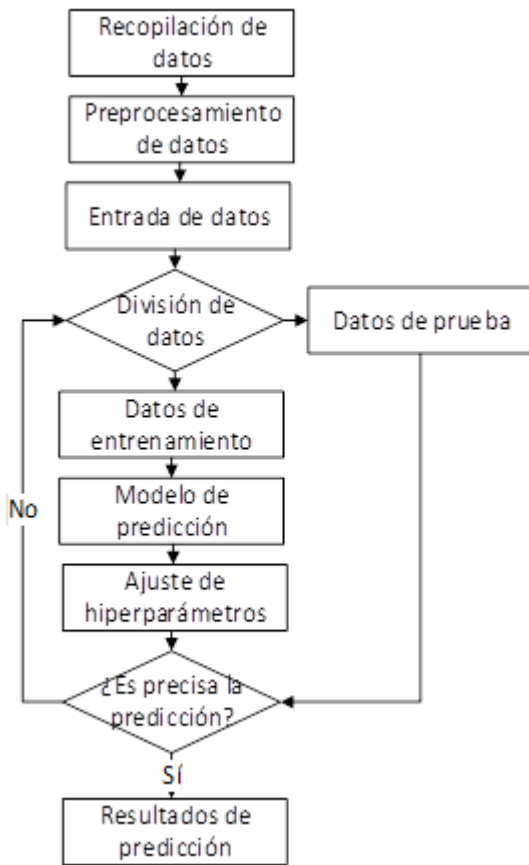 Recopilación de
datos
Preprocesamiento
de datos
Entrada de datos
División de
datos
Datos de prueba
Datos de
entrenamiento
Modelo de
predicción
No
Ajuste de
hiperparámetros
¿Es precisa la
predicción?
Sí
Resultados de
predicción